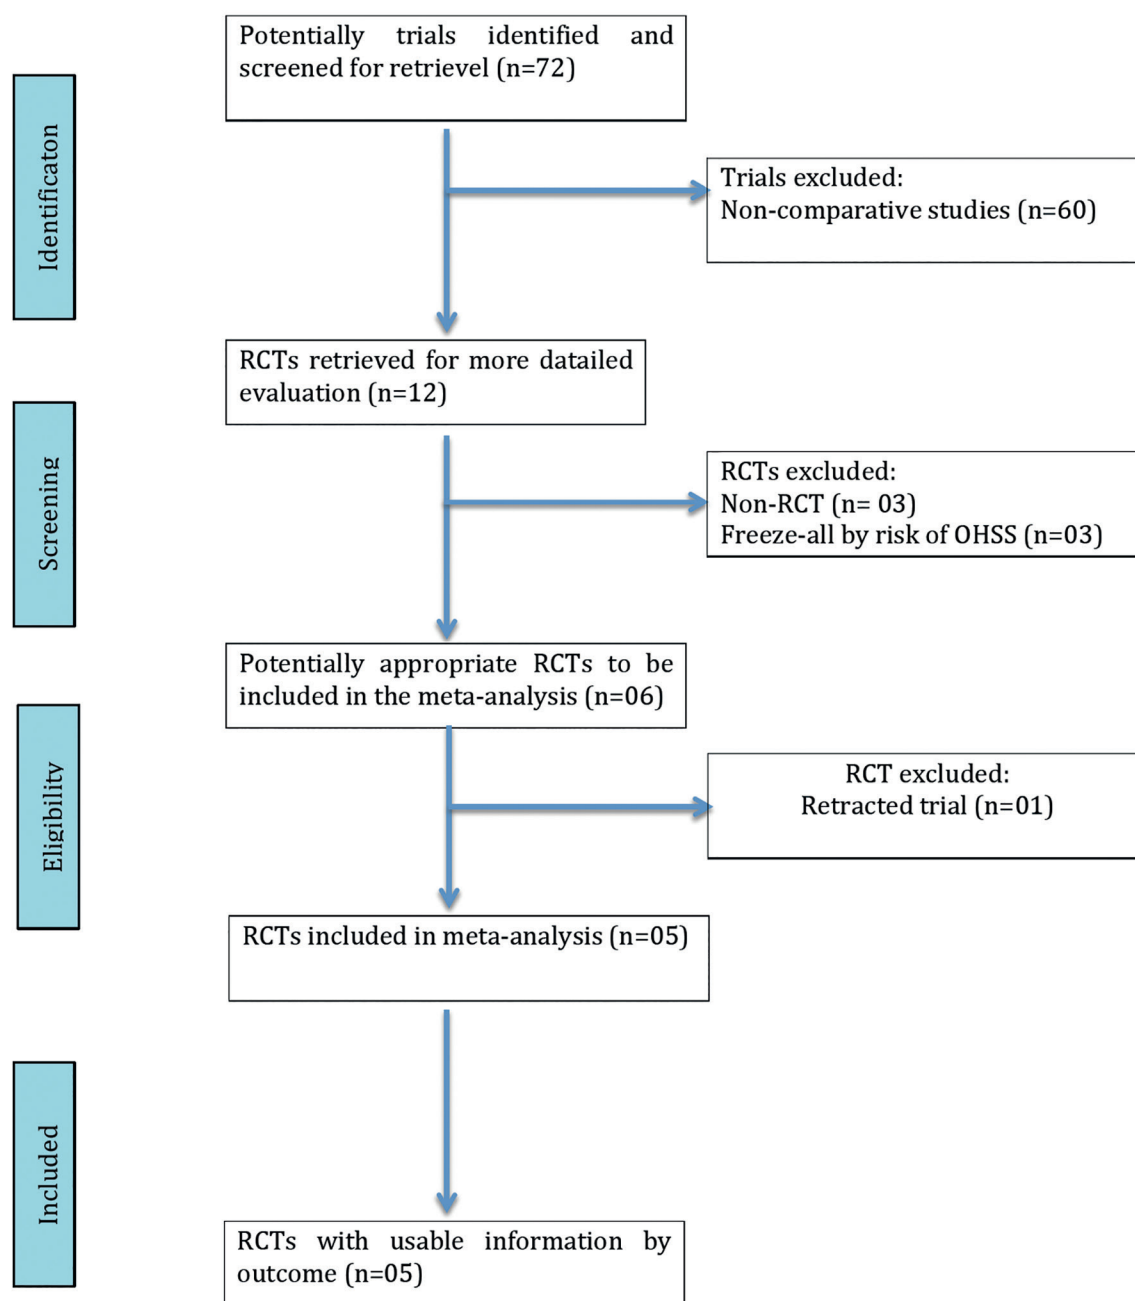 Potentially trials identified and
screened for retrievel (n=72)
Identificaton
Trials excluded:
Non-comparative studies (n=60)
RCTs retrieved for more datailed
evaluation (n=12)
Screening
RCTs excluded:
Non-RCT (n= 03)
Freeze-all by risk of OHSS (n=03)
Potentially appropriate RCTs to be
included in the meta-analysis (n=06)
Eligibility
RCT excluded:
Retracted trial (n=01)
RCTs included in meta-analysis (n=05)
Included
RCTs with usable information by
outcome (n=05)